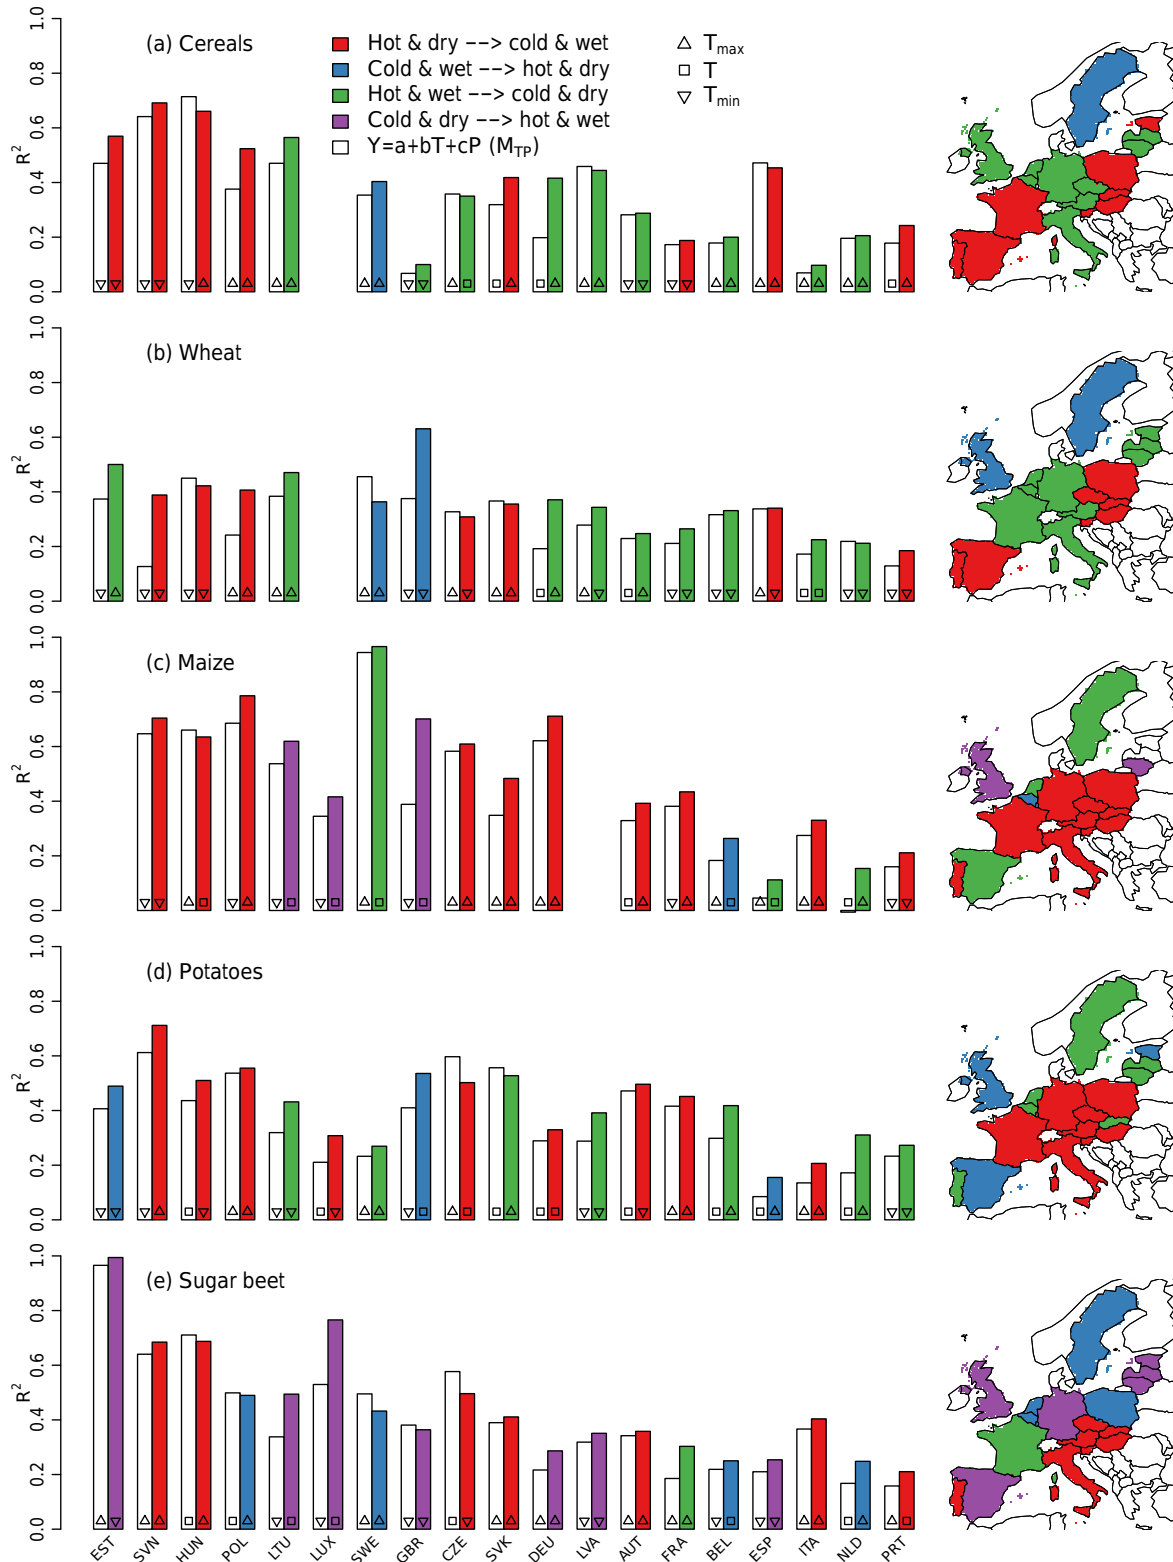 (a) Cereals
Hot & dry −−> cold & wet
Cold & wet −−> hot & dry
Hot & wet −−> cold & dry
Cold & dry −−> hot & wet
Y=a+bT+cP (M_TP)
T_max
T
T_min
R²
0.0 0.2 0.4 0.6 0.8 1.0
(b) Wheat
R²
0.0 0.2 0.4 0.6 0.8 1.0
(c) Maize
R²
0.0 0.2 0.4 0.6 0.8 1.0
(d) Potatoes
R²
0.0 0.2 0.4 0.6 0.8 1.0
(e) Sugar beet
R²
0.0 0.2 0.4 0.6 0.8 1.0
EST SVN HUN POL LTU LUX SWE GBR CZE SVK DEU LVA AUT FRA BEL ESP ITA NLD PRT